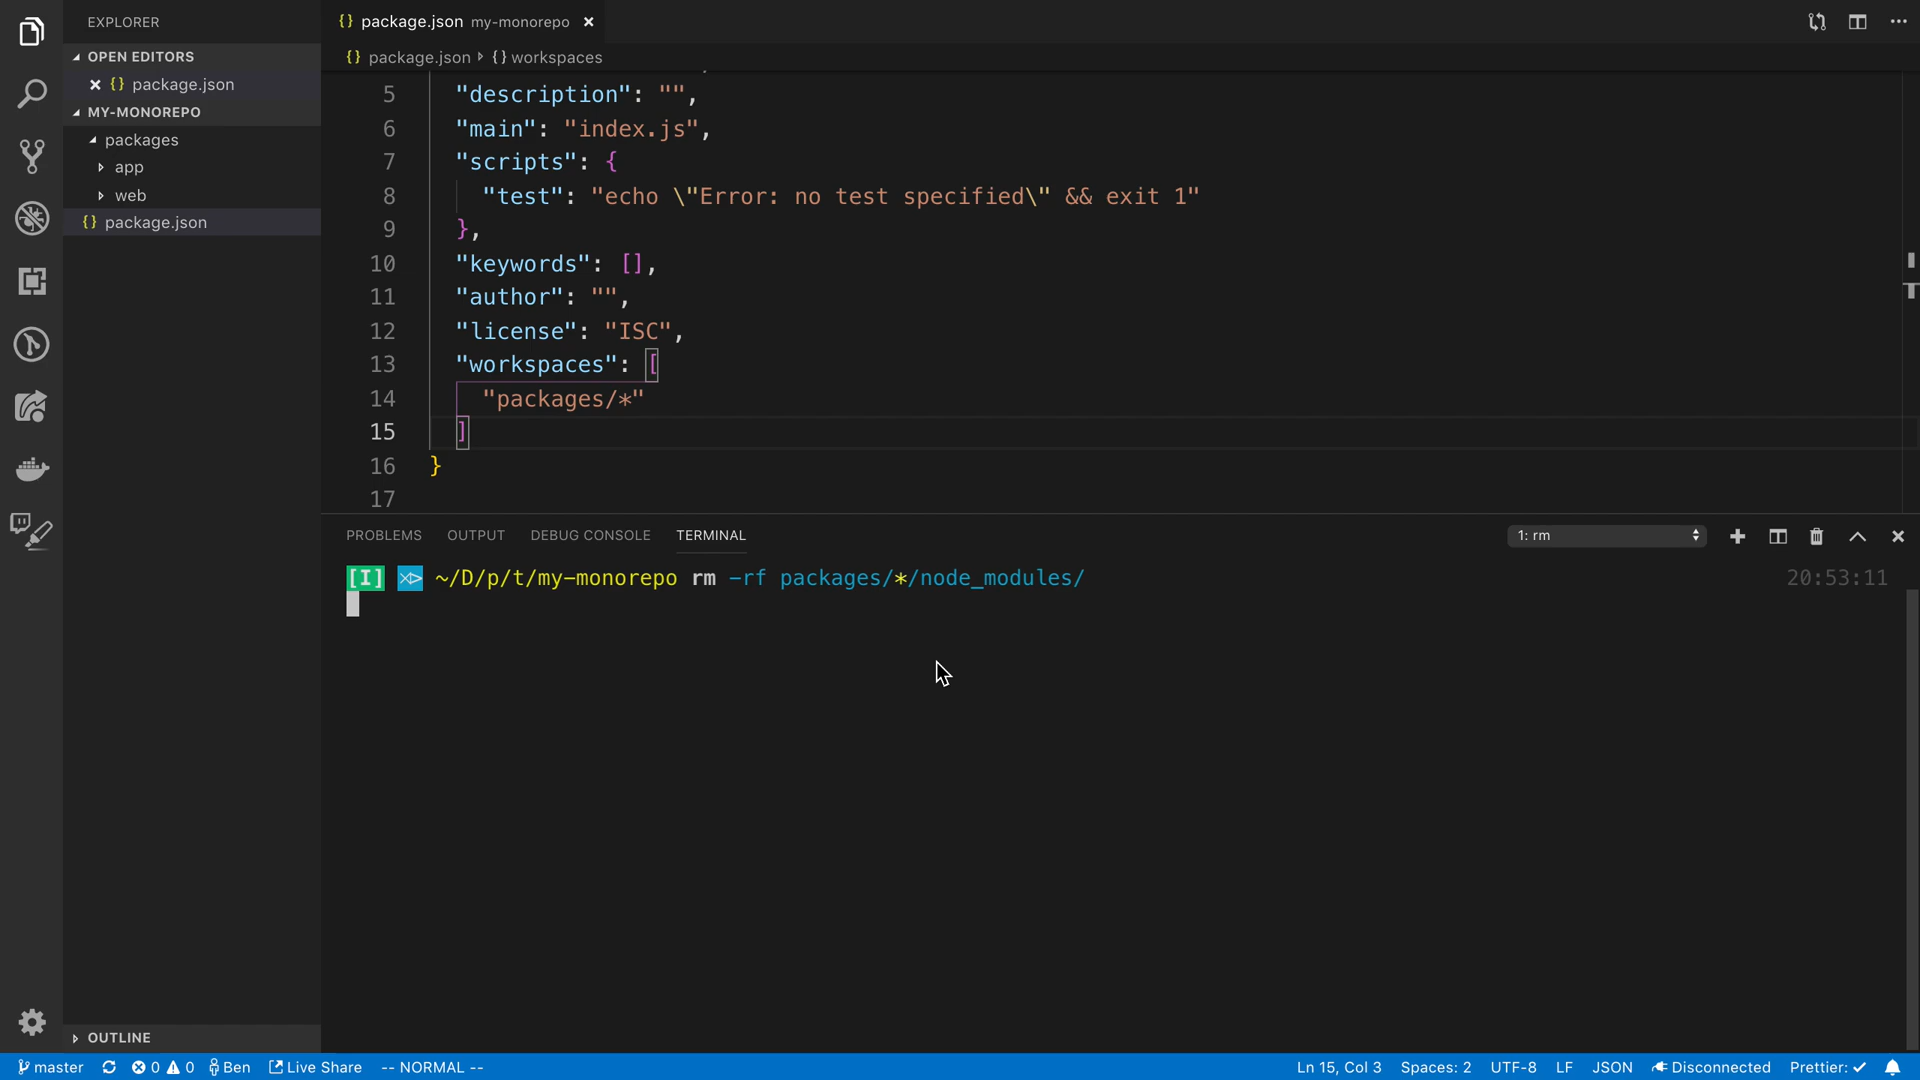 EXPLORER
OPEN EDITORS
package.json
MY-MONOREPO
packages
app
web
package.json
OUTLINE
package.json my-monorepo
package.json {} workspaces
5 "description": "",
6 "main": "index.js",
7 "scripts": {
8 "test": "echo \"Error: no test specified\" && exit 1"
9 },
10 "keywords": [],
11 "author": "",
12 "license": "ISC",
13 "workspaces": [
14 "packages/*"
15 ]
16 }
17
PROBLEMS OUTPUT DEBUG CONSOLE TERMINAL 1: rm
[I] ~/D/p/t/my-monorepo rm -rf packages/*/node_modules/ 20:53:11
master 0 0 Ben Live Share -- NORMAL -- Ln 15, Col 3 Spaces: 2 UTF-8 LF JSON Disconnected Prettier: ✓